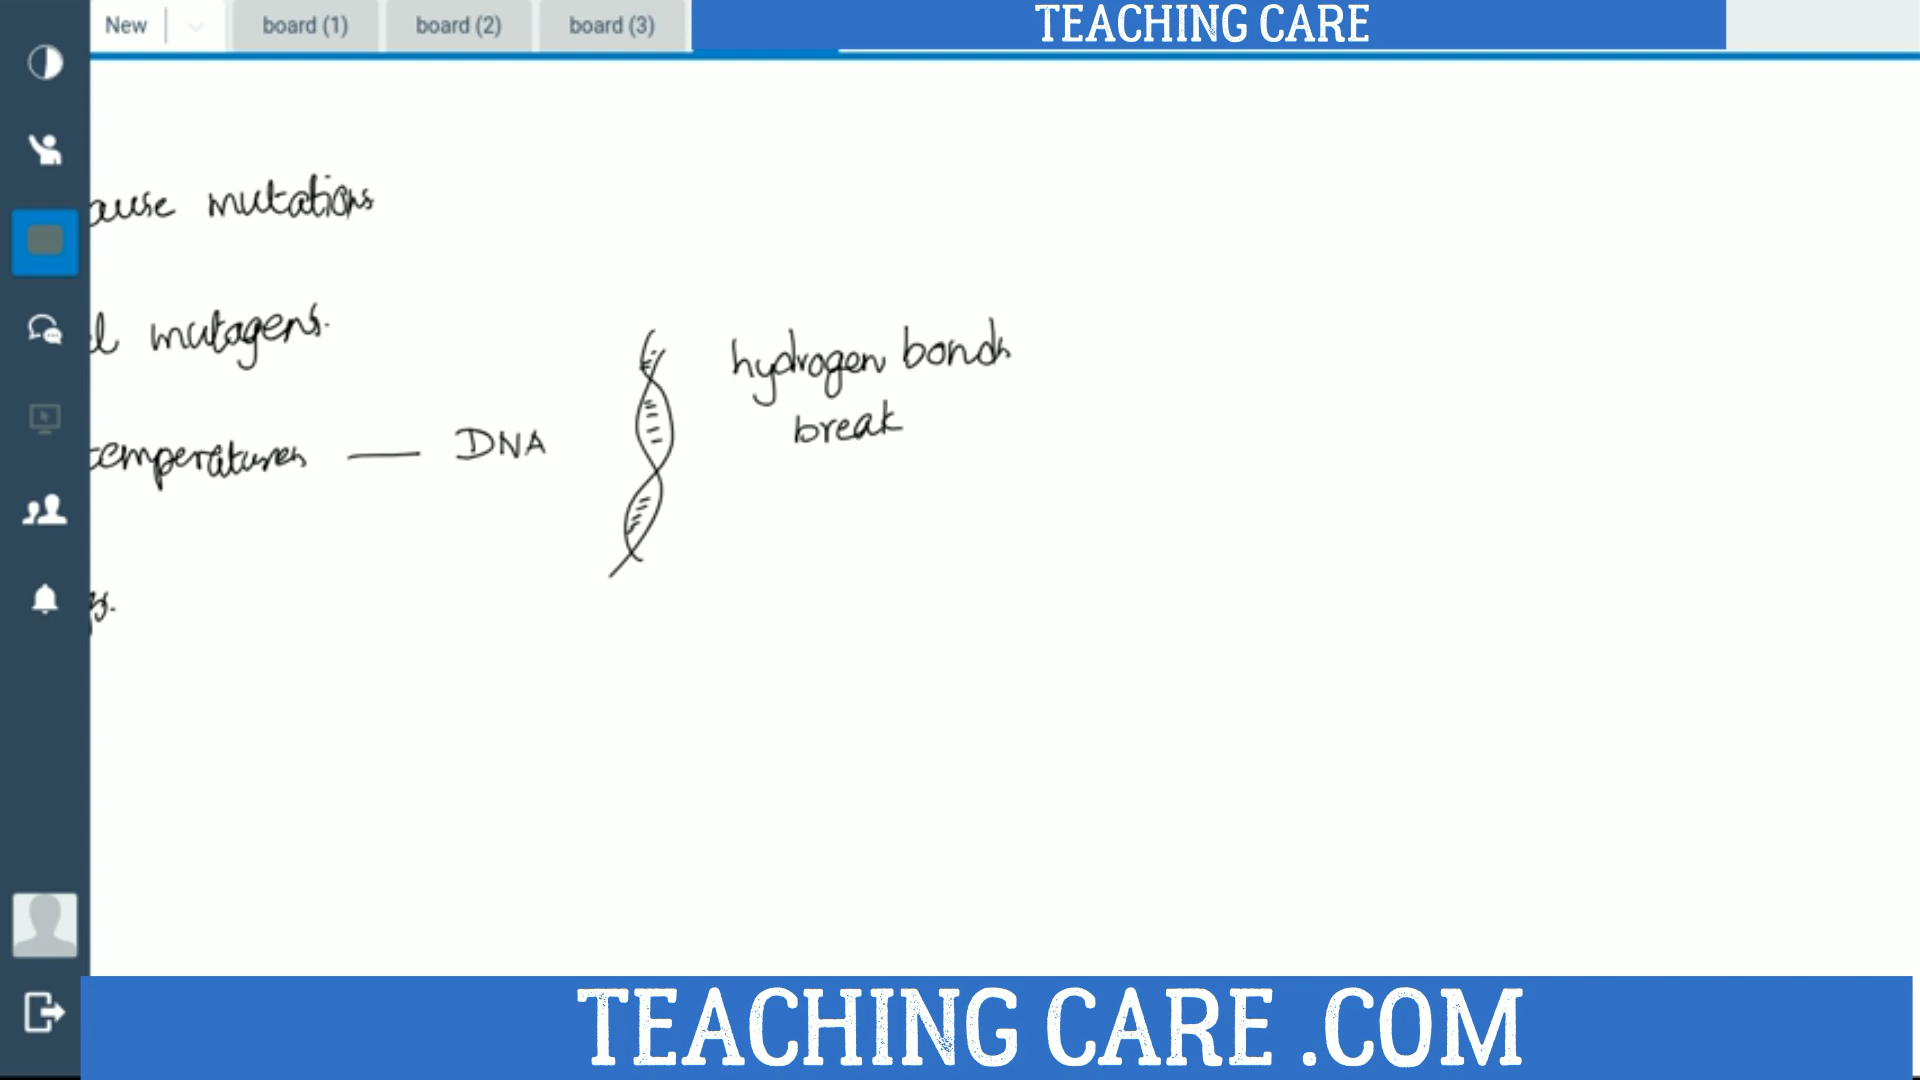 New board (1) board (2) board (3) TEACHING CARE
ause mutations
l mutagens.
hydrogen bonds
break
temperatures — DNA
TEACHING CARE .COM